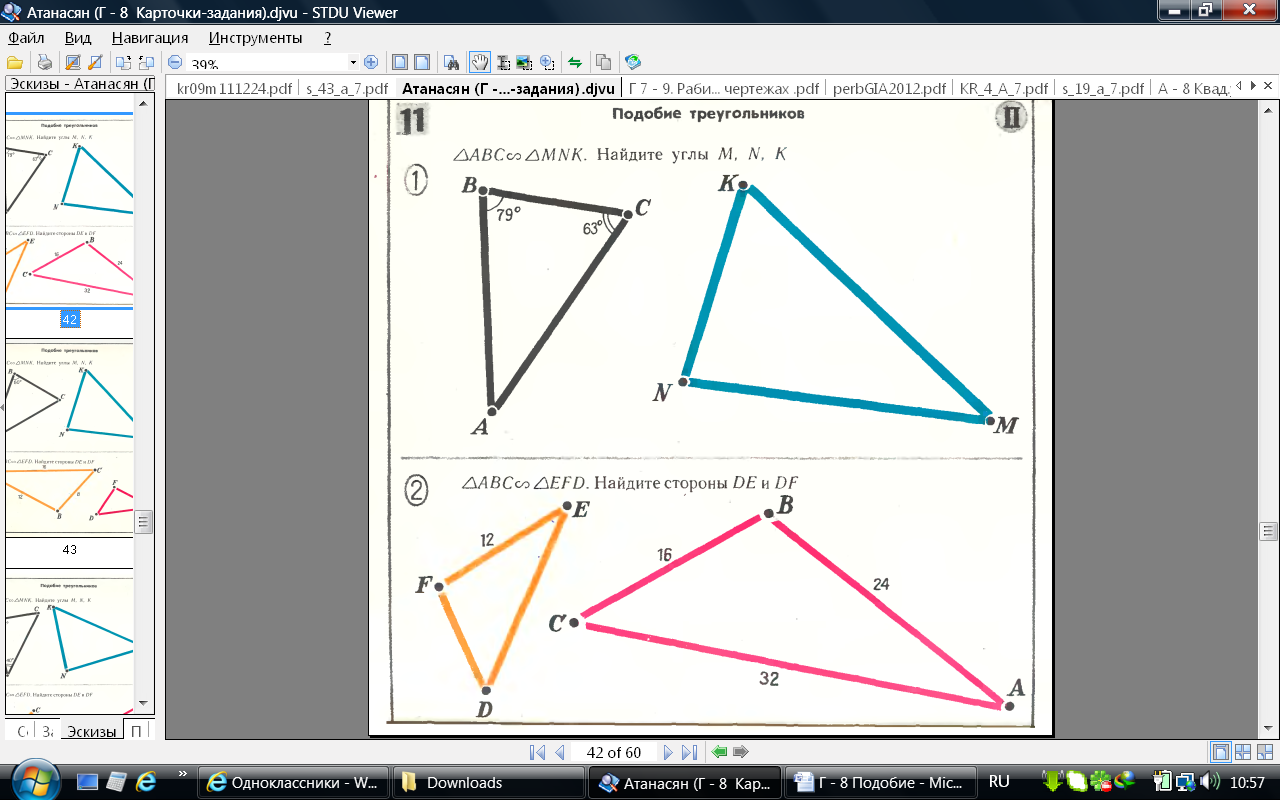 Атанасян (Г - 8 Карточки-задания).djvu - STDU Viewer
Файл Вид Навигация Инструменты ?
39%
Эскизы - Атанасян (Г
kr09m111224.pdf s_43_a_7.pdf Атанасян (Г -...-задания).djvu Г 7 - 9. Раби... чертежах .pdf perbGIA2012.pdf KR_4_A_7.pdf s_19_a_7.pdf А - 8 Квад
11 Подобие треугольников II
△ABC∽△MNK. Найдите углы M, N, K
1
B
79°
C
63°
A
K
N
M
2
△ABC∽△EFD. Найдите стороны DE и DF
E
12
F
D
B
16
24
C
32
A
42
43
Эскизы П
42 of 60
Одноклассники - W...
Downloads
Атанасян (Г - 8 Кар...
Г - 8 Подобие - Mic...
RU
10:57